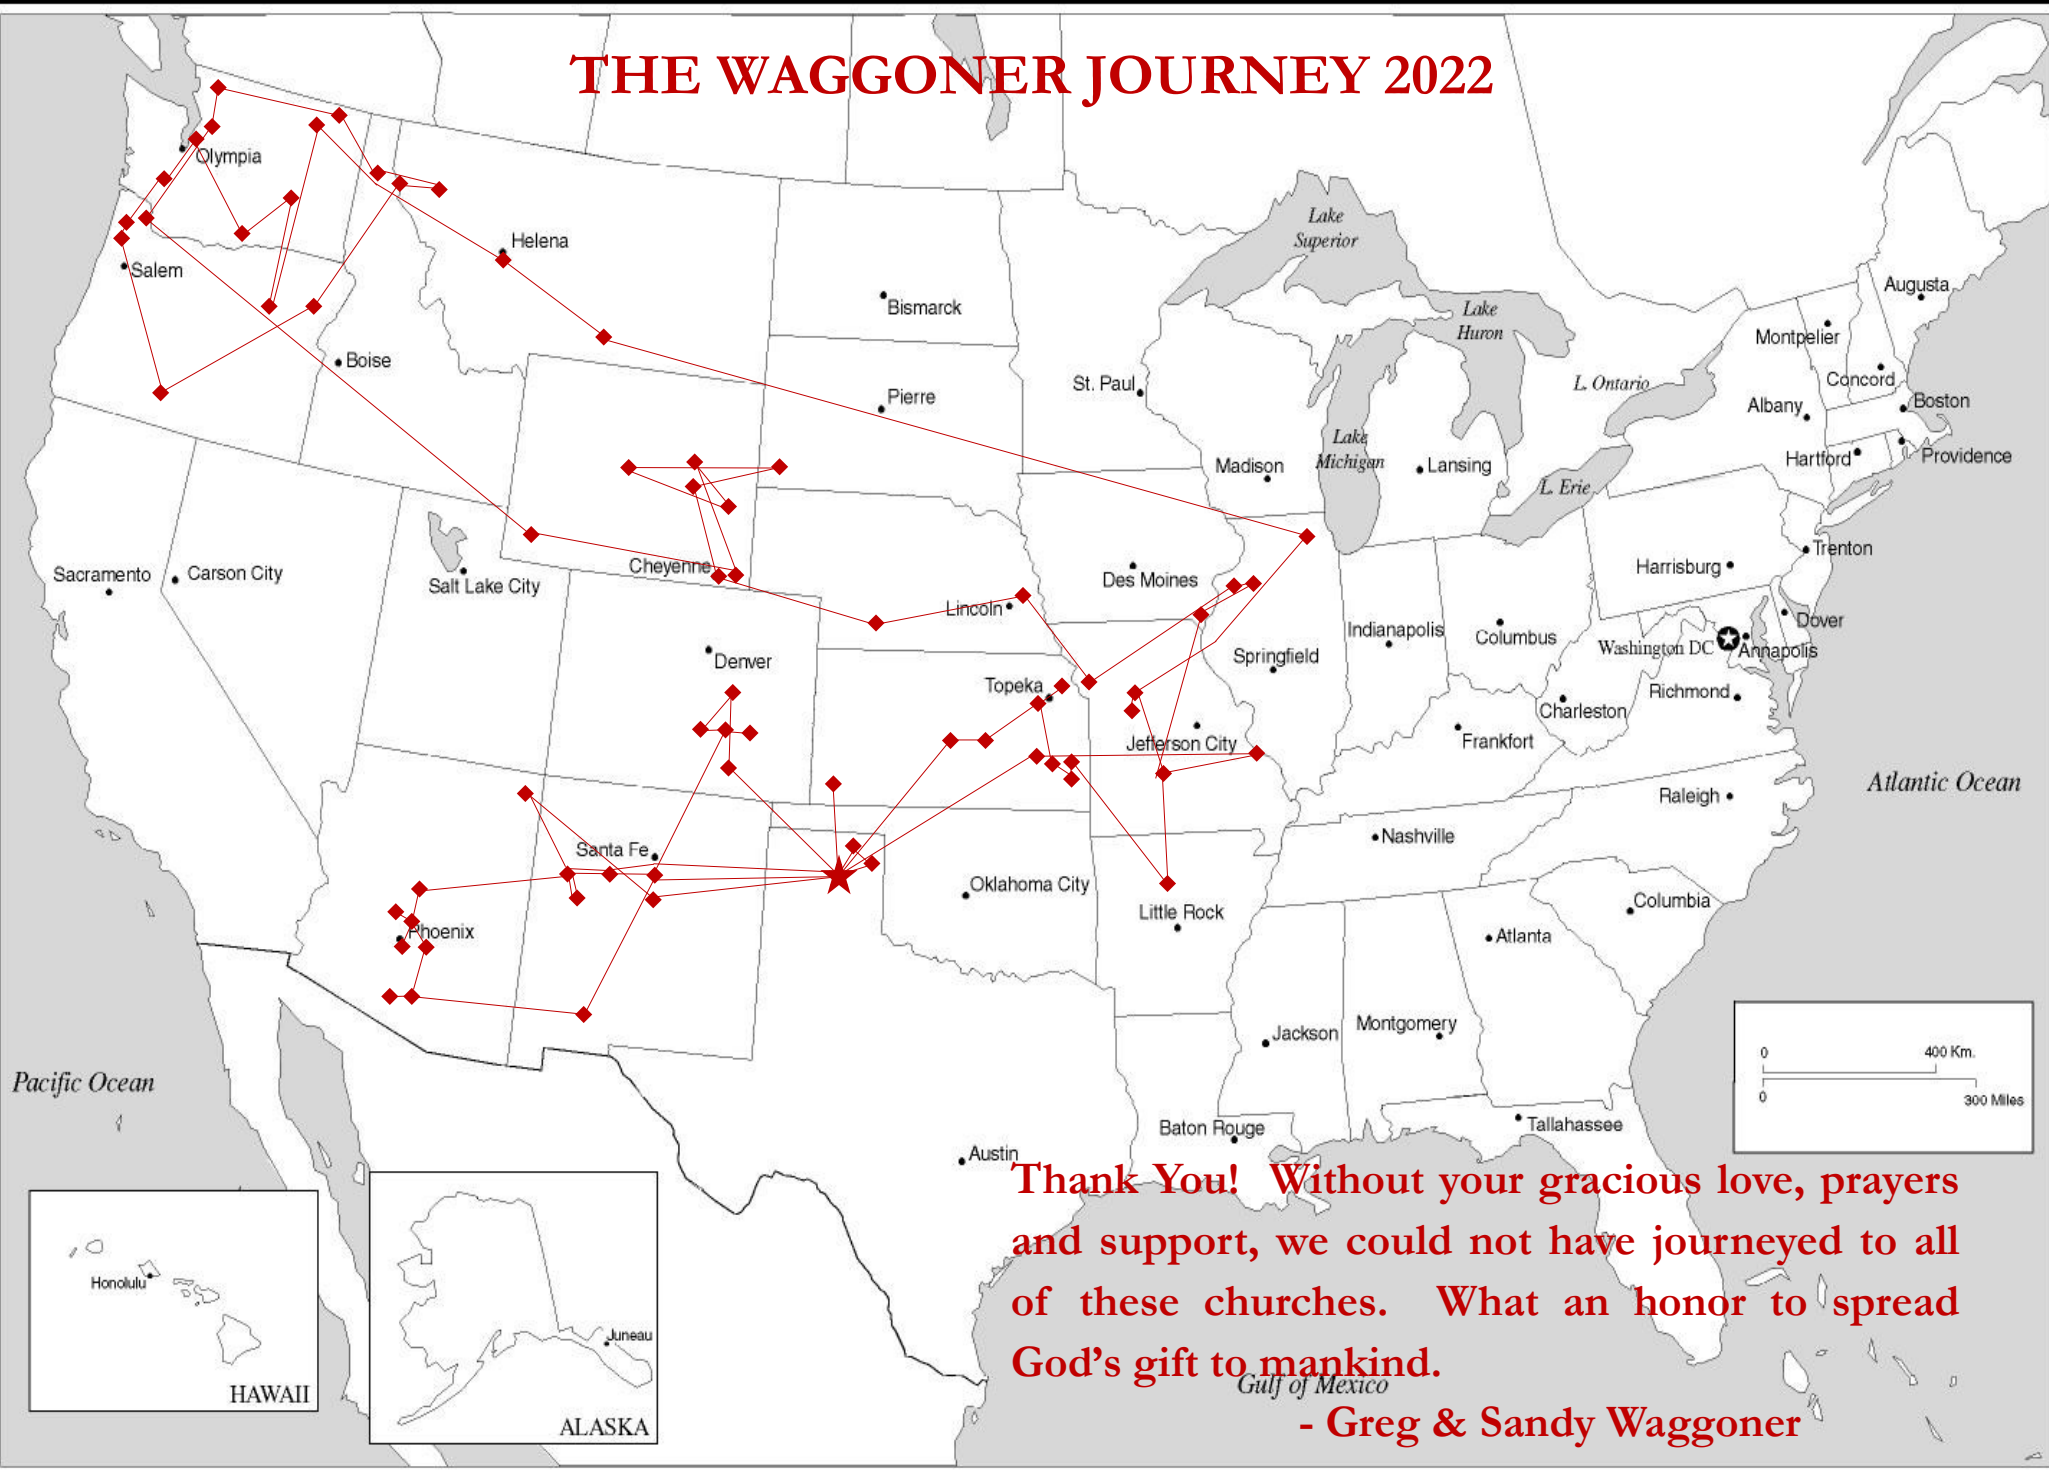 THE WAGGONER JOURNEY 2022
Olympia
Helena
Salem
Boise
Bismarck
Pierre
St. Paul
Lake
Superior
Lake
Huron
Lake
Michigan
L. Ontario
L. Erie
Augusta
Montpelier
Concord
Albany
Boston
Hartford
Providence
Madison
Lansing
Sacramento
Carson City
Salt Lake City
Cheyenne
Lincoln
Des Moines
Harrisburg
Trenton
Denver
Topeka
Springfield
Indianapolis
Columbus
Washington DC
Dover
Annapolis
Richmond
Charleston
Jefferson City
Frankfort
Atlantic Ocean
Raleigh
Santa Fe
Nashville
Oklahoma City
Little Rock
Columbia
Phoenix
Atlanta
Jackson
Montgomery
0
400 Km.
0
300 Miles
Pacific Ocean
Baton Rouge
Tallahassee
Austin
Thank You! Without your gracious love, prayers
and support, we could not have journeyed to all
of these churches. What an honor to spread
God's gift to mankind.
Gulf of Mexico
- Greg & Sandy Waggoner
Honolulu
HAWAII
Juneau
ALASKA